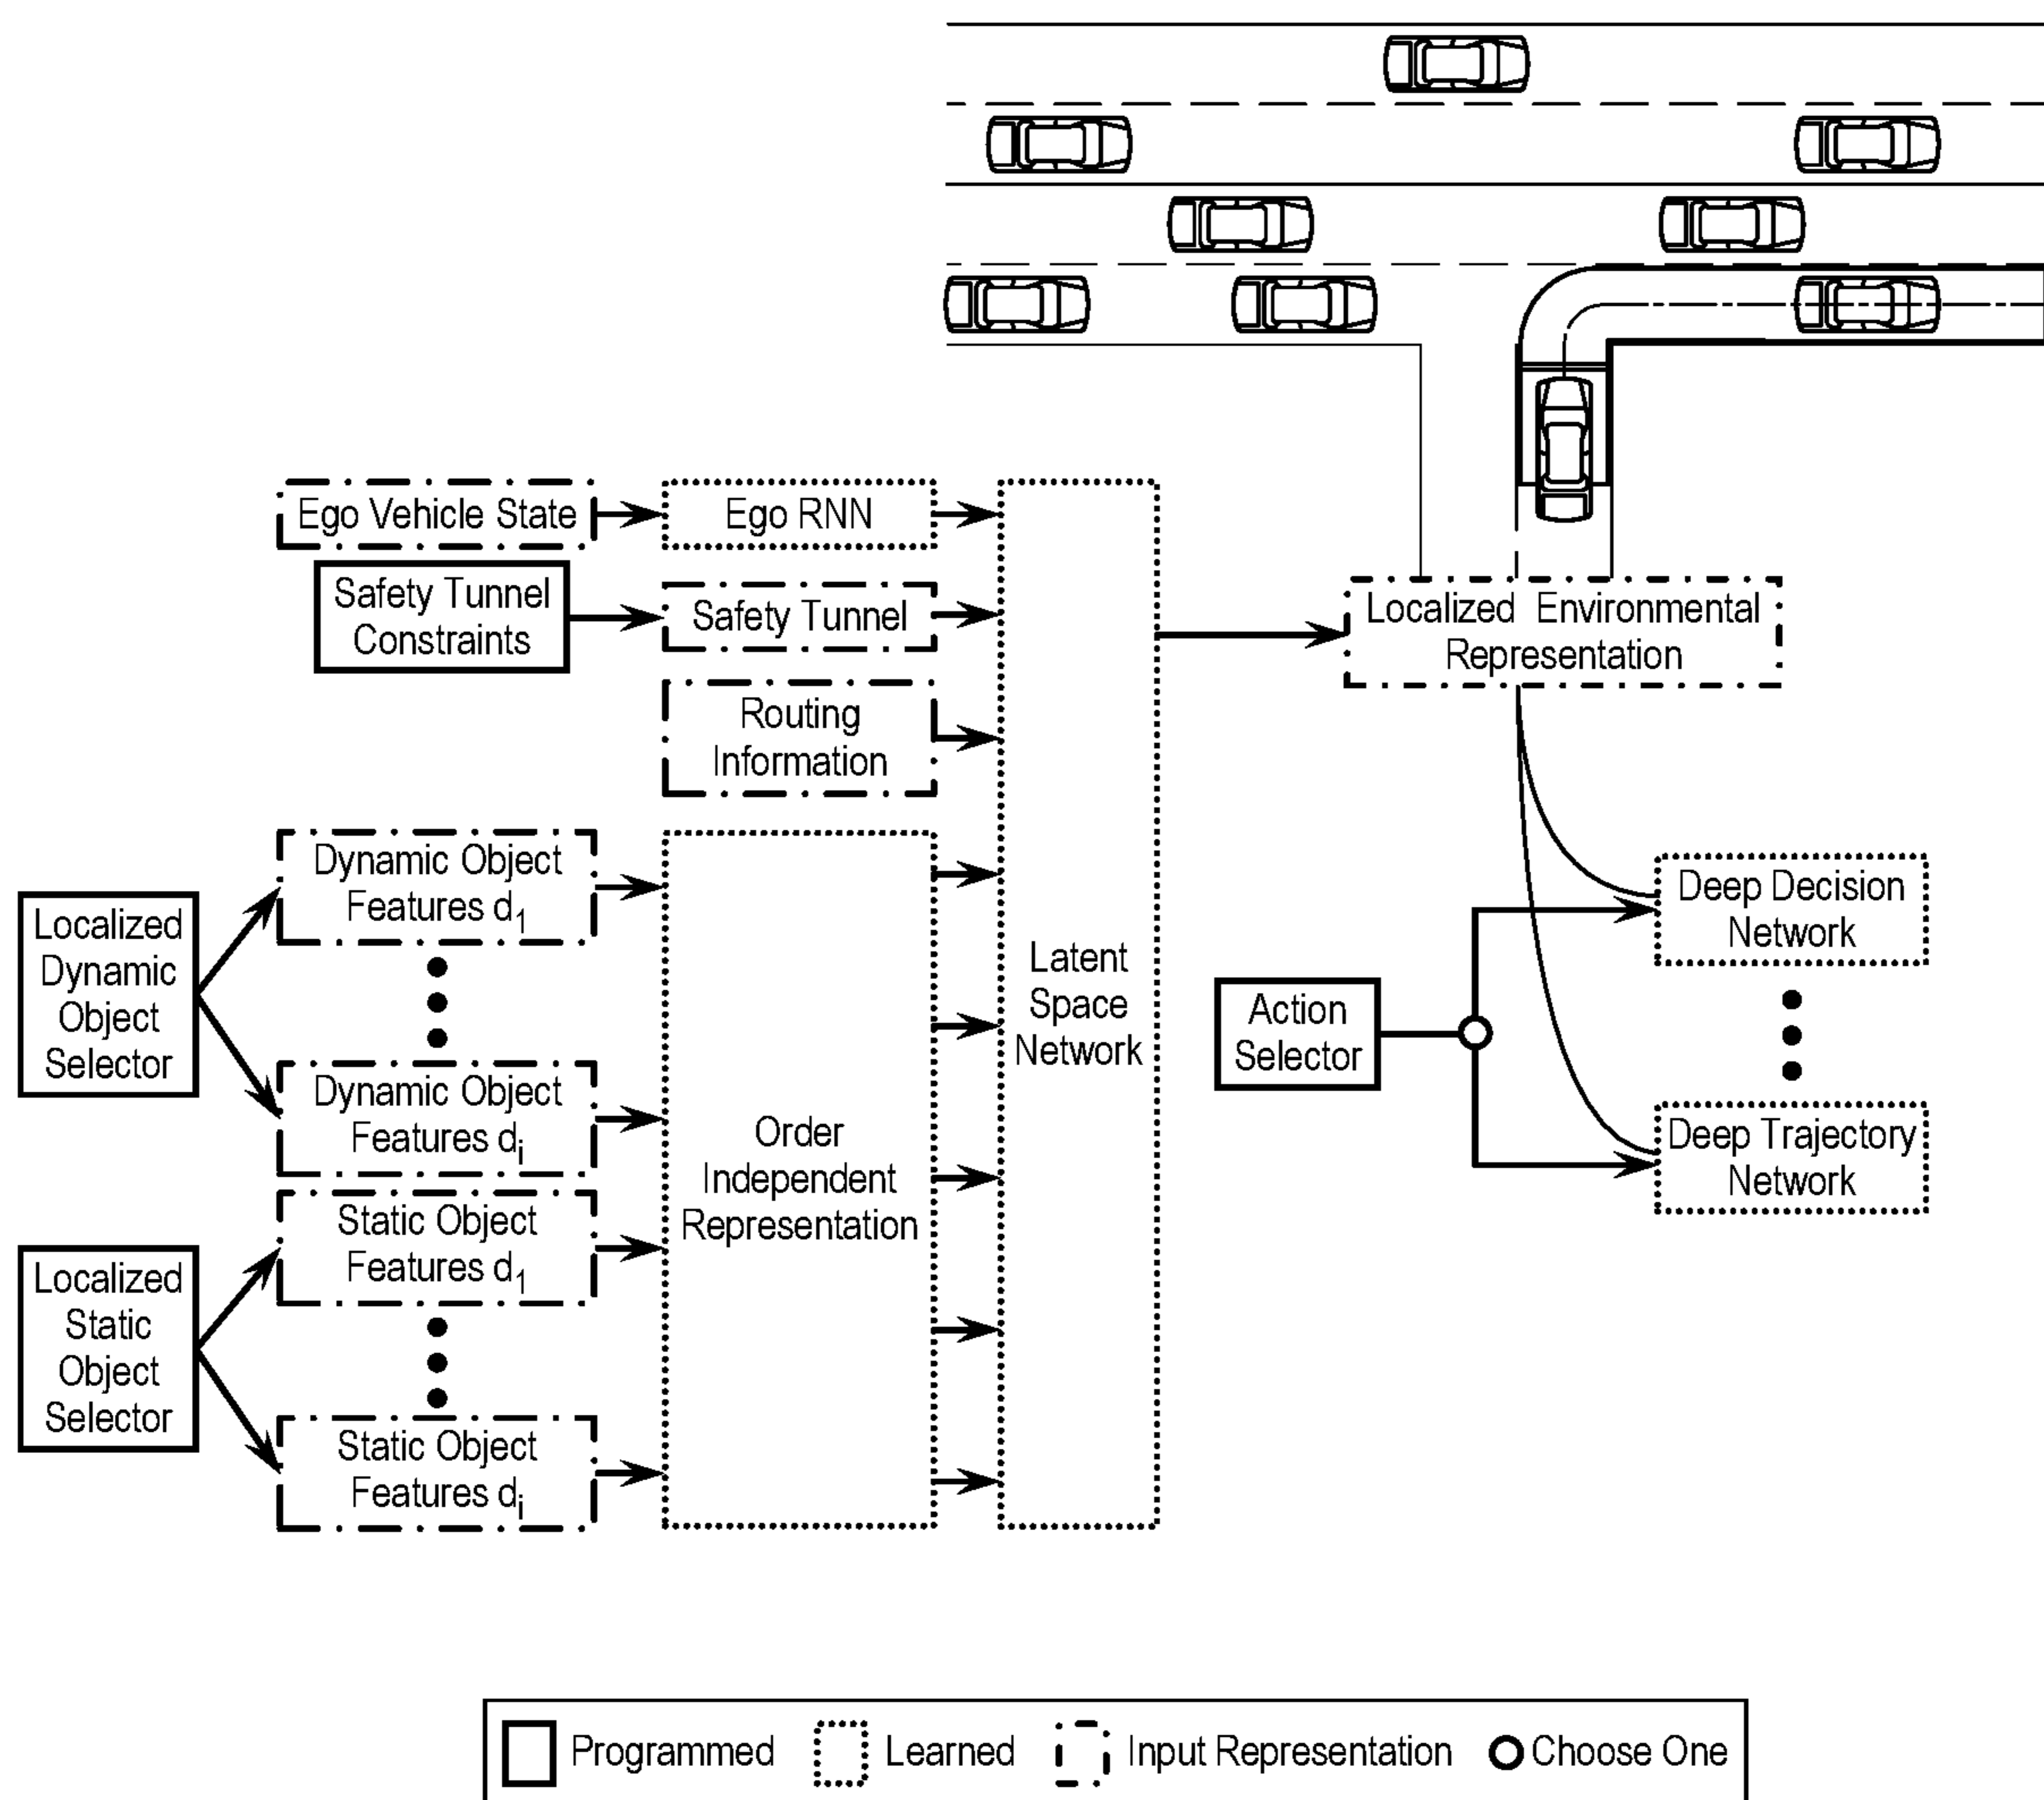 Ego Vehicle State
Ego RNN
Safety Tunnel
Constraints
Safety Tunnel
Routing
Information
Localized Environmental
Representation
Localized
Dynamic
Object
Selector
Dynamic Object
Features d1
Dynamic Object
Features di
Localized
Static
Object
Selector
Static Object
Features d1
Static Object
Features di
Order
Independent
Representation
Latent
Space
Network
Action
Selector
Deep Decision
Network
Deep Trajectory
Network
Programmed
Learned
Input Representation
Choose One